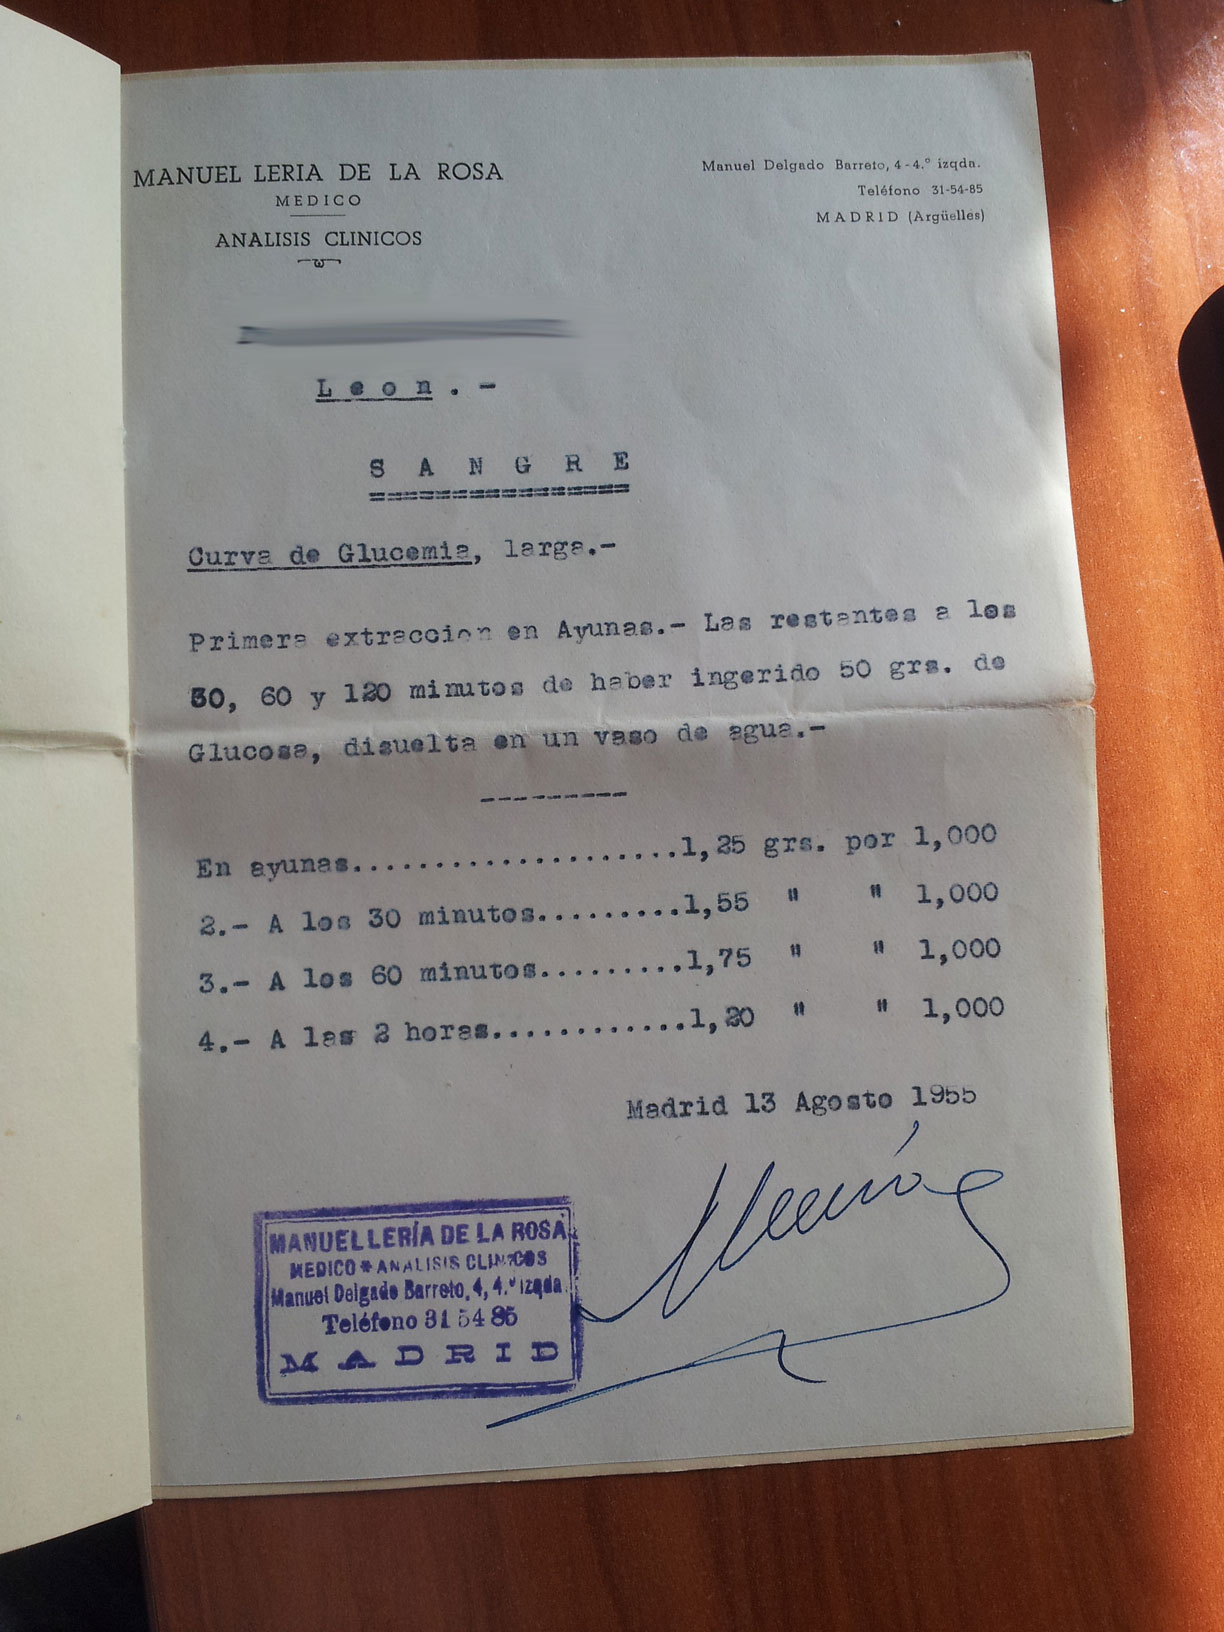 MANUEL LERIA DE LA ROSA
MEDICO
ANALISIS CLINICOS
Manuel Delgado Barreto, 4 - 4.º izqda.
Teléfono 31-54-85
MADRID (Argüelles)
Leon.-
SANGRE
Curva de Glucemia, larga.-
Primera extraccion en Ayunas.- Las restantes a los
30, 60 y 120 minutos de haber ingerido 50 grs. de
Glucosa, disuelta en un vaso de agua.-
---------
En ayunas....................1,25 grs. por 1,000
2.- A los 30 minutos.........1,55 " " 1,000
3.- A los 60 minutos.........1,75 " " 1,000
4.- A las 2 horas............1,20 " " 1,000
Madrid 13 Agosto 1955
MANUEL LERÍA DE LA ROSA
MEDICO * ANALISIS CLINICOS
Manuel Delgado Barreto, 4, 4.º izqda.
Teléfono 31 54 85
MADRID